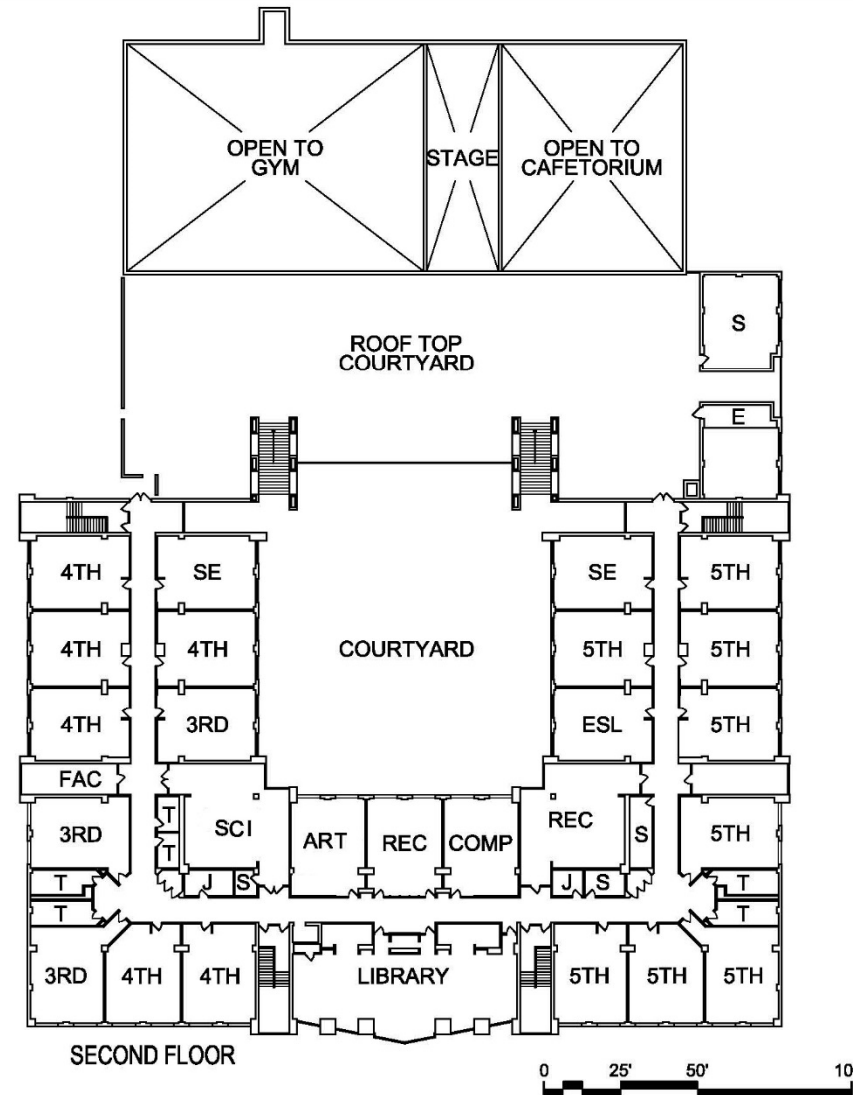 OPEN TO
GYM
STAGE
OPEN TO
CAFETORIUM
S
ROOF TOP
COURTYARD
E
4TH
SE
SE
5TH
4TH
4TH
COURTYARD
5TH
5TH
4TH
3RD
ESL
5TH
FAC
3RD
T
T
SCI
ART
REC
COMP
REC
S
5TH
T
J
S
J
S
T
T
T
3RD
4TH
4TH
LIBRARY
5TH
5TH
5TH
SECOND FLOOR
0
25'
50'
10